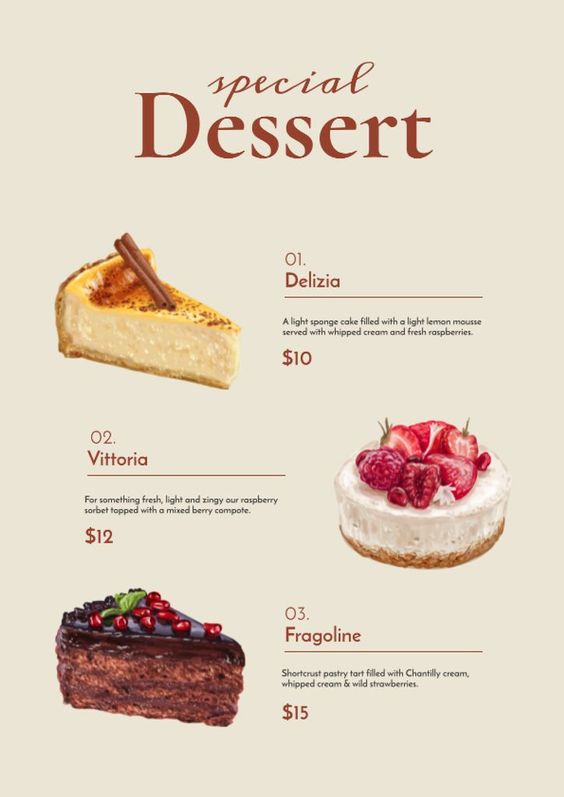 special
Dessert
01.
Delizia
A light sponge cake filled with a light lemon mousse
served with whipped cream and fresh raspberries.
$10
02.
Vittoria
For something fresh, light and zingy our raspberry
sorbet topped with a mixed berry compote.
$12
03.
Fragoline
Shortcrust pastry tart filled with Chantilly cream,
whipped cream & wild strawberries.
$15